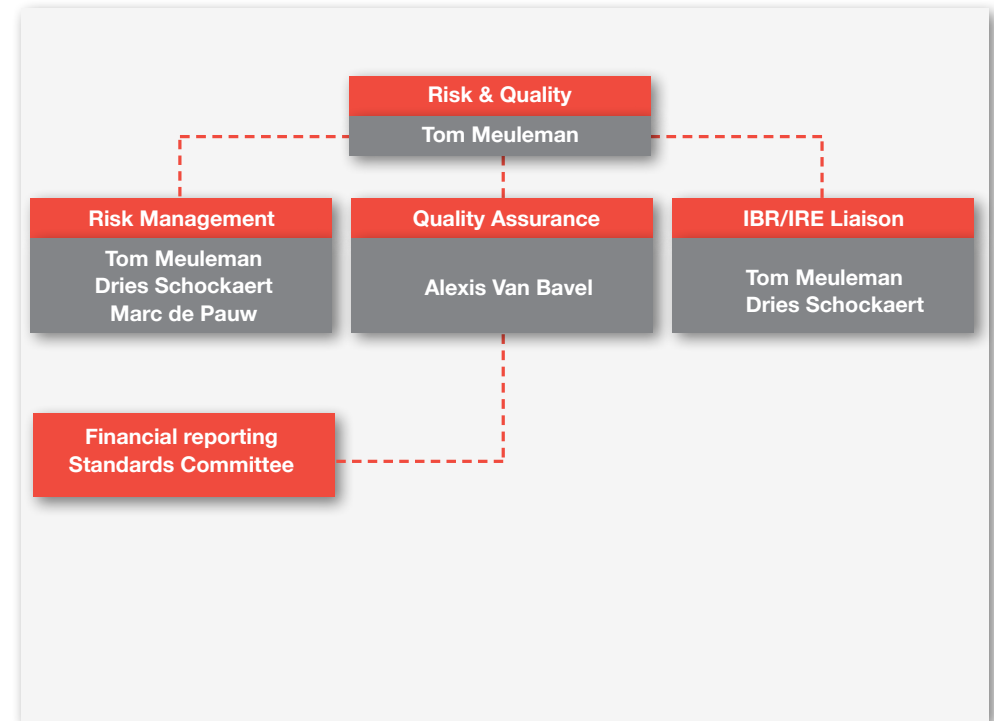 Risk & Quality
Tom Meuleman
Risk Management
Tom Meuleman
Dries Schockaert
Marc de Pauw
Quality Assurance
Alexis Van Bavel
IBR/IRE Liaison
Tom Meuleman
Dries Schockaert
Financial reporting
Standards Committee